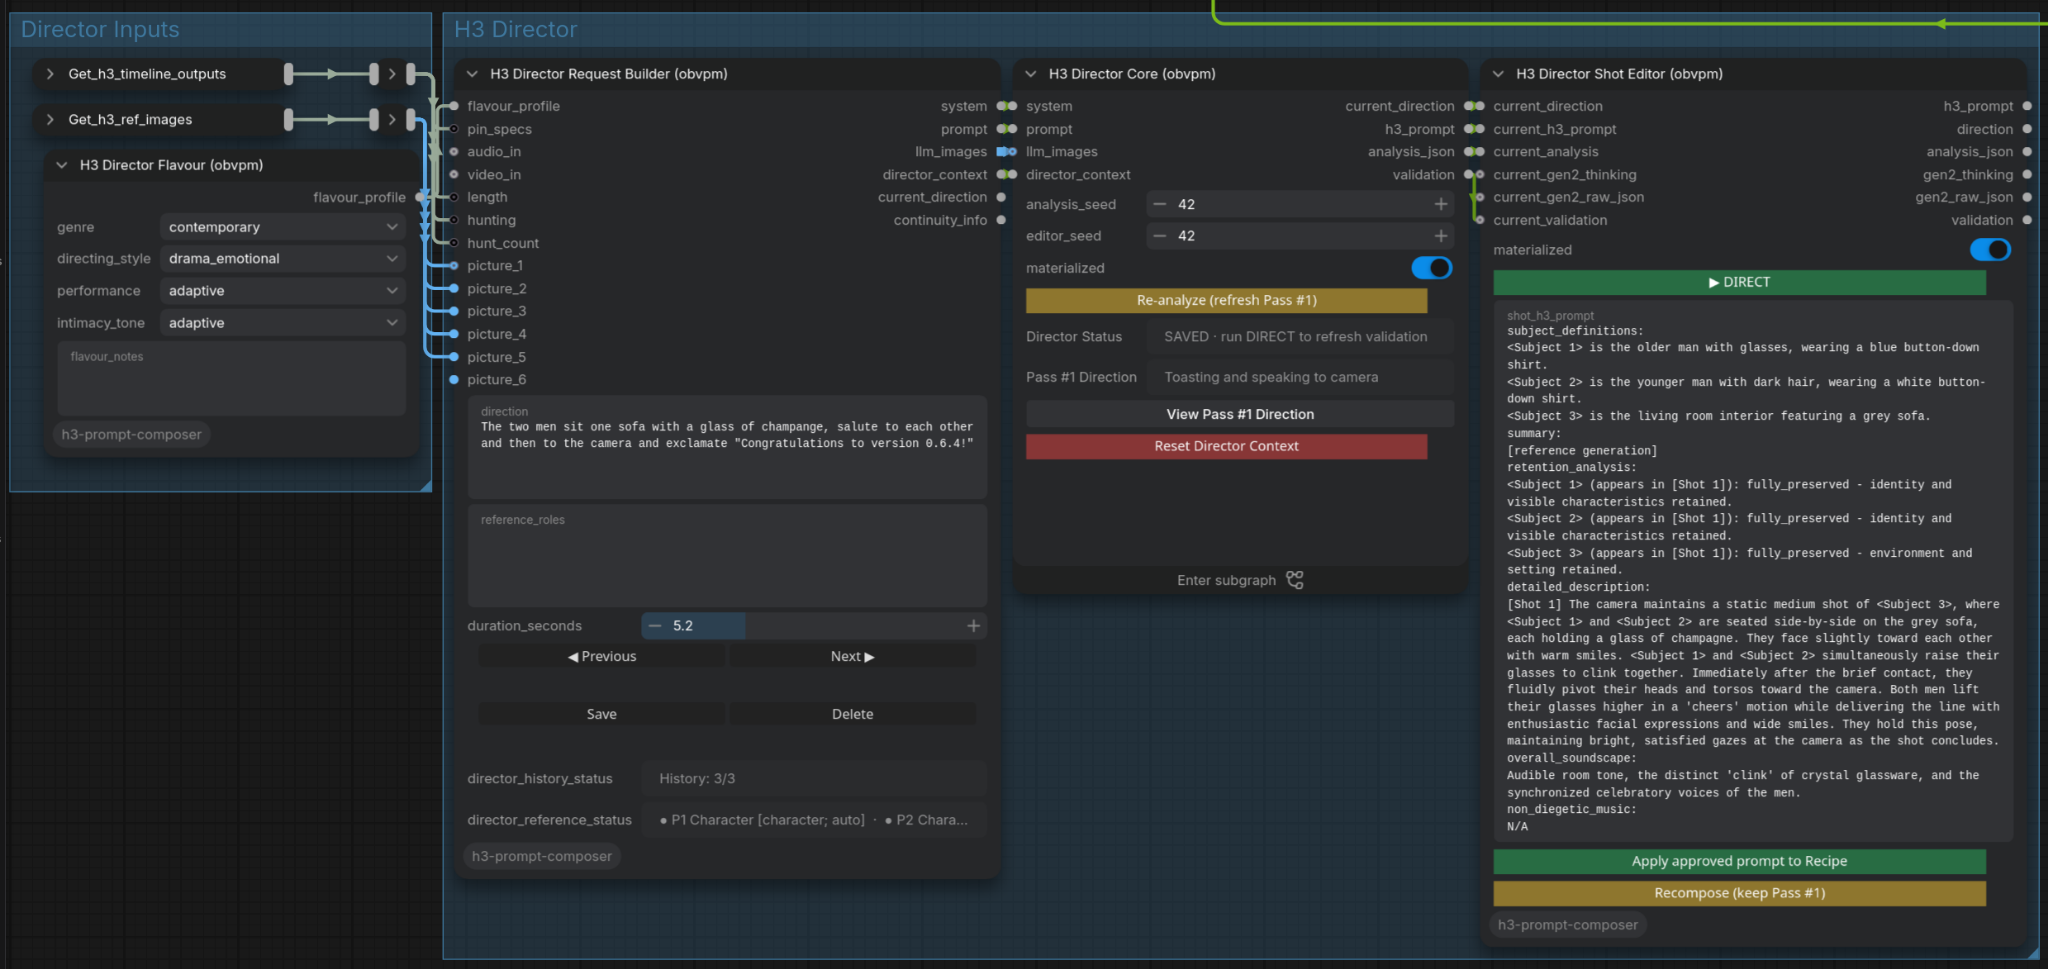 Director Inputs
Get_h3_timeline_outputs
Get_h3_ref_images
H3 Director Flavour (obvpm)
flavour_profile
genre contemporary
directing_style drama_emotional
performance adaptive
intimacy_tone adaptive
flavour_notes
h3-prompt-composer
H3 Director
H3 Director Request Builder (obvpm)
flavour_profile system
pin_specs prompt
audio_in llm_images
video_in director_context
length current_direction
hunting continuity_info
hunt_count
picture_1
picture_2
picture_3
picture_4
picture_5
picture_6
direction
The two men sit one sofa with a glass of champange, salute to each other
and then to the camera and exclamate "Congratulations to version 0.6.4!"
reference_roles
duration_seconds 5.2
◀ Previous Next ▶
Save Delete
director_history_status History: 3/3
director_reference_status ● P1 Character [character; auto] · ● P2 Chara...
h3-prompt-composer
H3 Director Core (obvpm)
system current_direction
prompt h3_prompt
llm_images analysis_json
director_context validation
analysis_seed 42
editor_seed 42
materialized
Re-analyze (refresh Pass #1)
Director Status SAVED · run DIRECT to refresh validation
Pass #1 Direction Toasting and speaking to camera
View Pass #1 Direction
Reset Director Context
Enter subgraph
H3 Director Shot Editor (obvpm)
current_direction h3_prompt
current_h3_prompt direction
current_analysis analysis_json
current_gen2_thinking gen2_thinking
current_gen2_raw_json gen2_raw_json
current_validation validation
materialized
▶ DIRECT
shot_h3_prompt
subject_definitions:
<Subject 1> is the older man with glasses, wearing a blue button-down
shirt.
<Subject 2> is the younger man with dark hair, wearing a white button-
down shirt.
<Subject 3> is the living room interior featuring a grey sofa.
summary:
[reference generation]
retention_analysis:
<Subject 1> (appears in [Shot 1]): fully_preserved - identity and
visible characteristics retained.
<Subject 2> (appears in [Shot 1]): fully_preserved - identity and
visible characteristics retained.
<Subject 3> (appears in [Shot 1]): fully_preserved - environment and
setting retained.
detailed_description:
[Shot 1] The camera maintains a static medium shot of <Subject 3>, where
<Subject 1> and <Subject 2> are seated side-by-side on the grey sofa,
each holding a glass of champagne. They face slightly toward each other
with warm smiles. <Subject 1> and <Subject 2> simultaneously raise their
glasses to clink together. Immediately after the brief contact, they
fluidly pivot their heads and torsos toward the camera. Both men lift
their glasses higher in a 'cheers' motion while delivering the line with
enthusiastic facial expressions and wide smiles. They hold this pose,
maintaining bright, satisfied gazes at the camera as the shot concludes.
overall_soundscape:
Audible room tone, the distinct 'clink' of crystal glassware, and the
synchronized celebratory voices of the men.
non_diegetic_music:
N/A
Apply approved prompt to Recipe
Recompose (keep Pass #1)
h3-prompt-composer